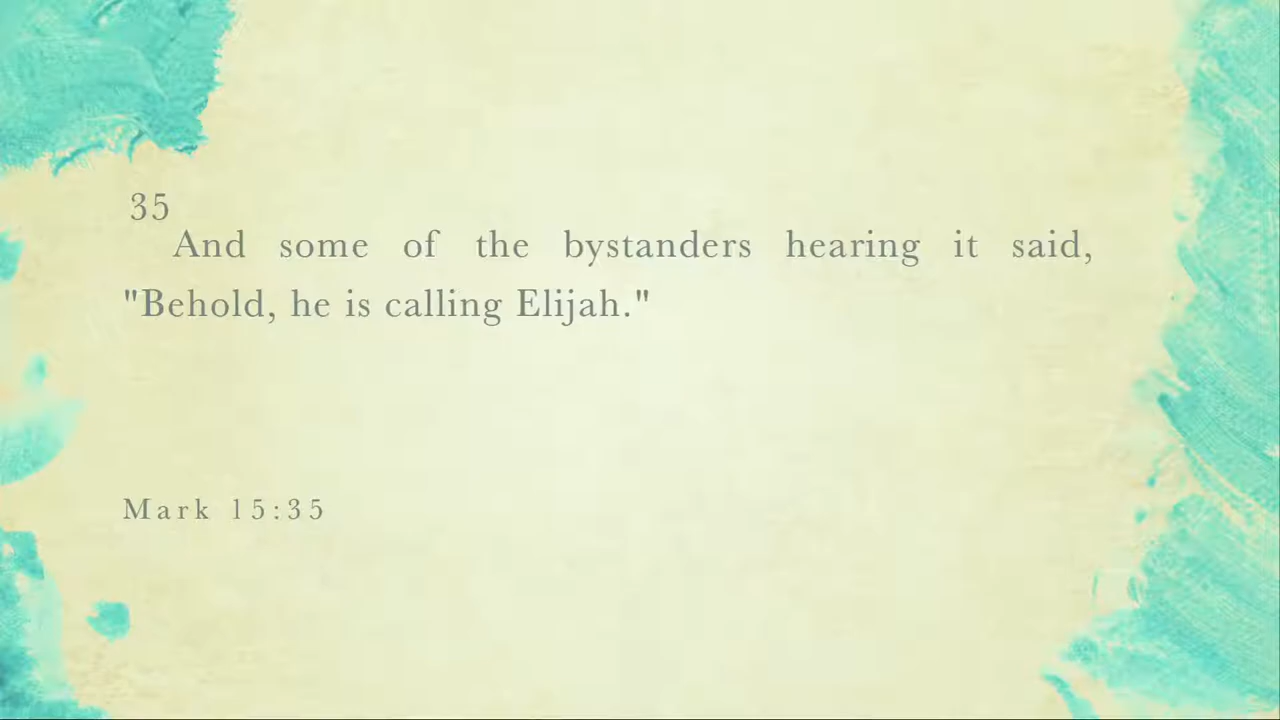 35
And some of the bystanders hearing it said,
"Behold, he is calling Elijah."
Mark 15:35